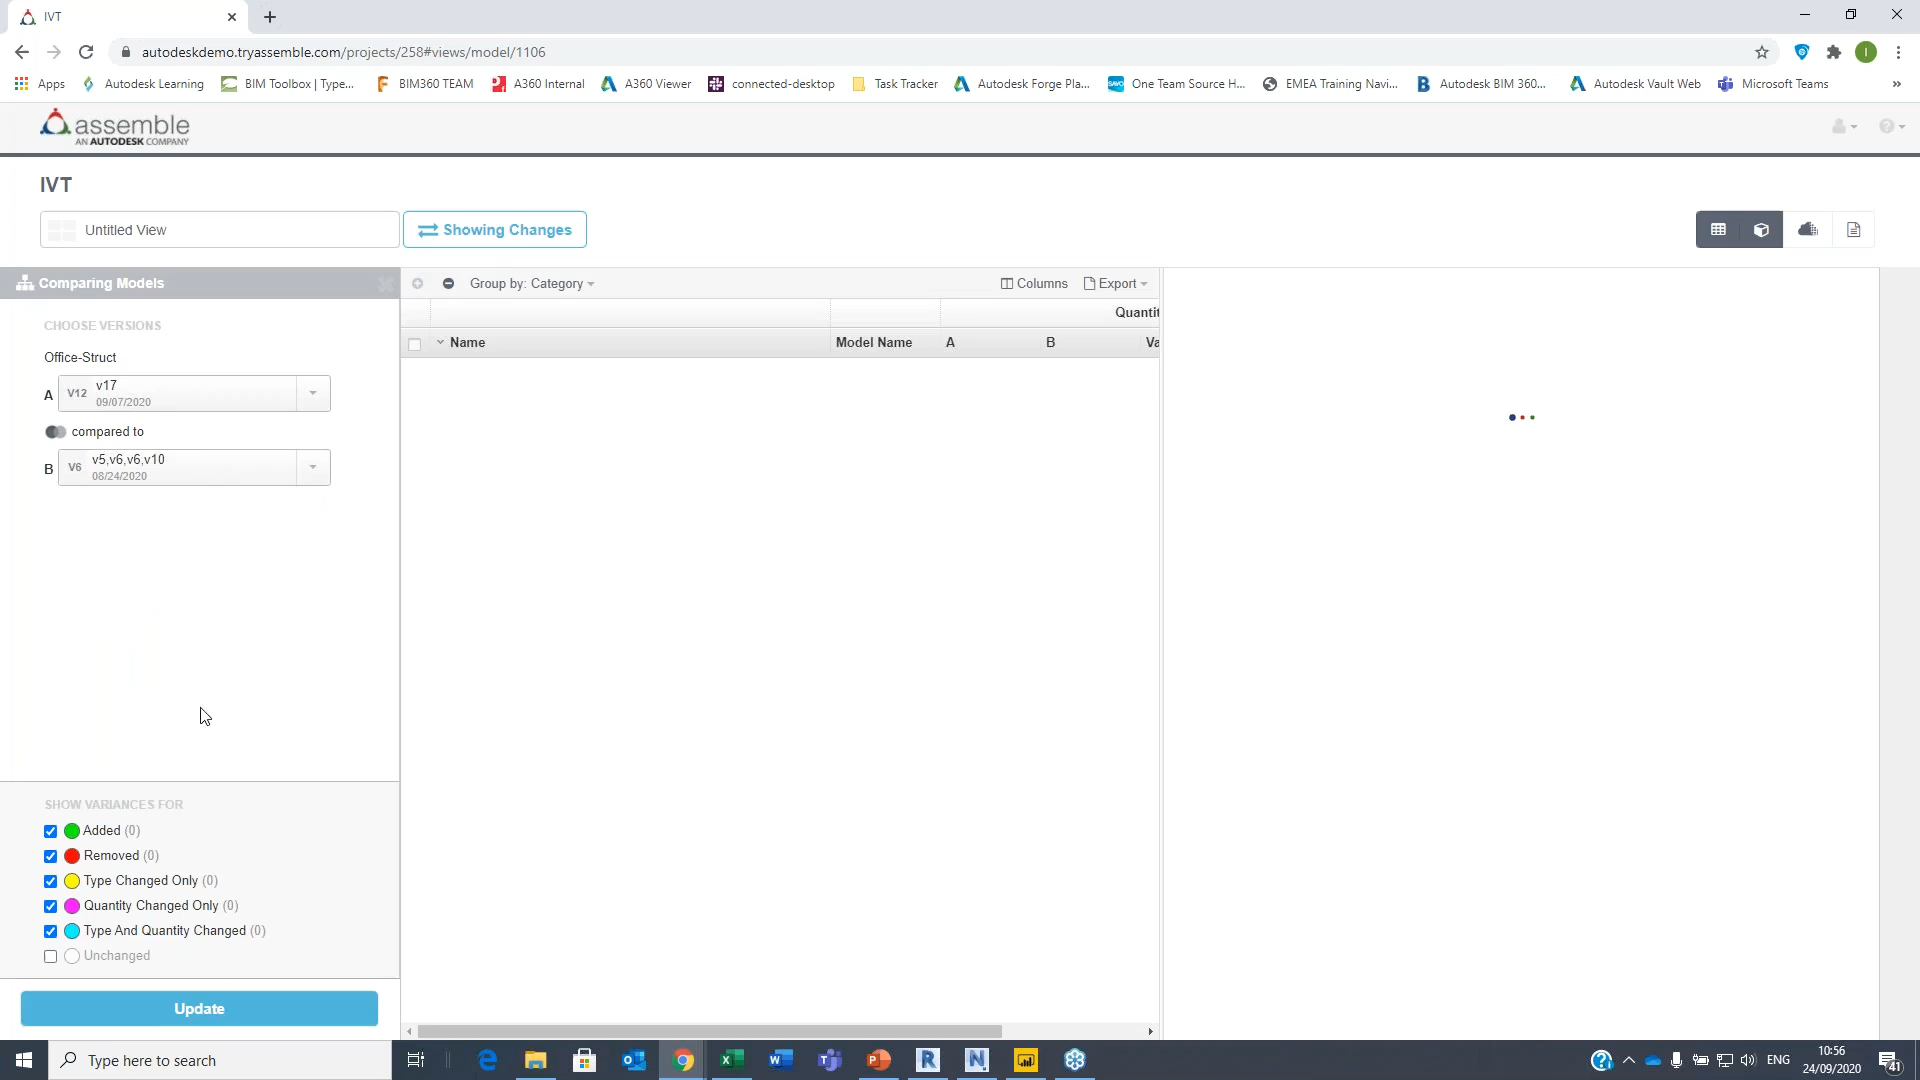 IVT
autodeskdemo.tryassemble.com/projects/258#views/model/1106
Apps Autodesk Learning BIM Toolbox | Type... BIM360 TEAM A360 Internal A360 Viewer connected-desktop Task Tracker Autodesk Forge Pla... One Team Source H... EMEA Training Navi... Autodesk BIM 360... Autodesk Vault Web Microsoft Teams »
assemble
AN AUTODESK COMPANY
IVT
Untitled View Showing Changes
Comparing Models Group by: Category Columns Export
CHOOSE VERSIONS Quantit
Name Model Name A B Va
Office-Struct
A V12 v17
09/07/2020
compared to
B V6 v5,v6,v6,v10
08/24/2020
SHOW VARIANCES FOR
Added (0)
Removed (0)
Type Changed Only (0)
Quantity Changed Only (0)
Type And Quantity Changed (0)
Unchanged
Update
Type here to search
ENG
10:56
24/09/2020
41